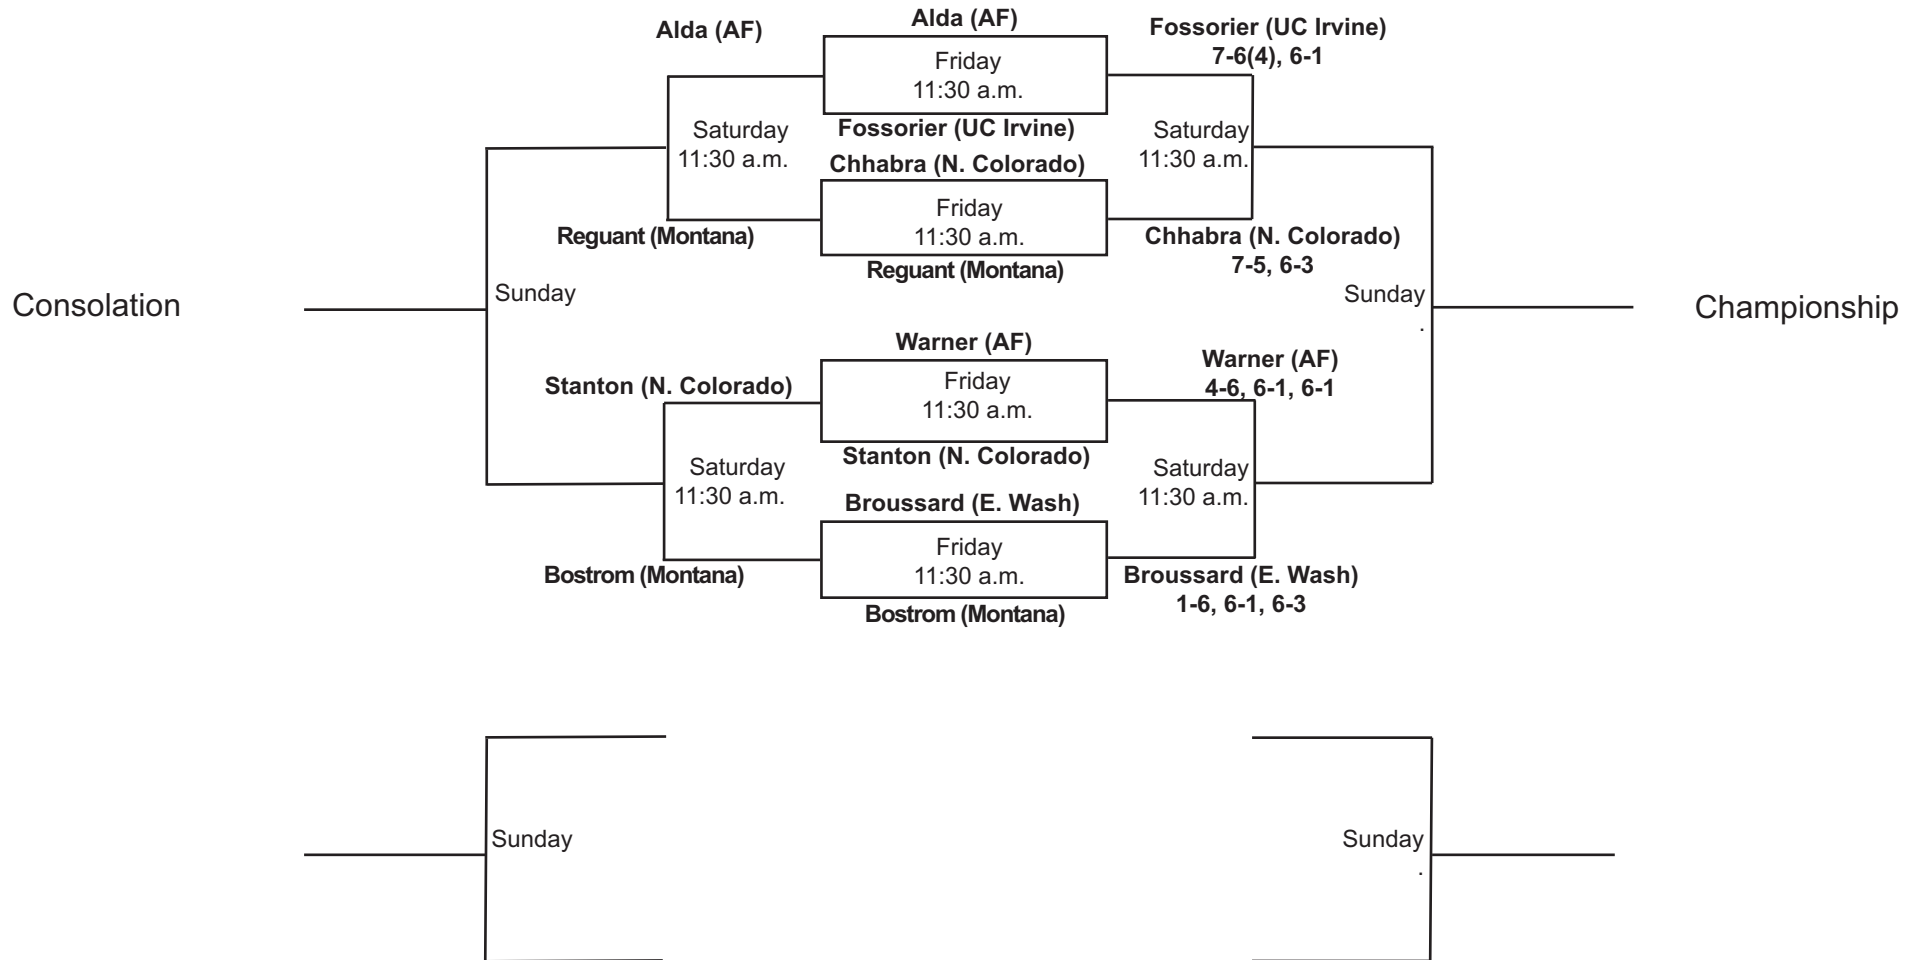 Alda (AF)
Alda (AF)
Fossorier (UC Irvine)
7-6(4), 6-1
Friday
11:30 a.m.
Saturday
11:30 a.m.
Fossorier (UC Irvine)
Saturday
11:30 a.m.
Chhabra (N. Colorado)
Friday
11:30 a.m.
Reguant (Montana)
Chhabra (N. Colorado)
7-5, 6-3
Reguant (Montana)
Consolation
Sunday
Sunday
.
Championship
Warner (AF)
Warner (AF)
4-6, 6-1, 6-1
Stanton (N. Colorado)
Friday
11:30 a.m.
Stanton (N. Colorado)
Saturday
11:30 a.m.
Saturday
11:30 a.m.
Broussard (E. Wash)
Friday
11:30 a.m.
Bostrom (Montana)
Broussard (E. Wash)
1-6, 6-1, 6-3
Bostrom (Montana)
Sunday
Sunday
.